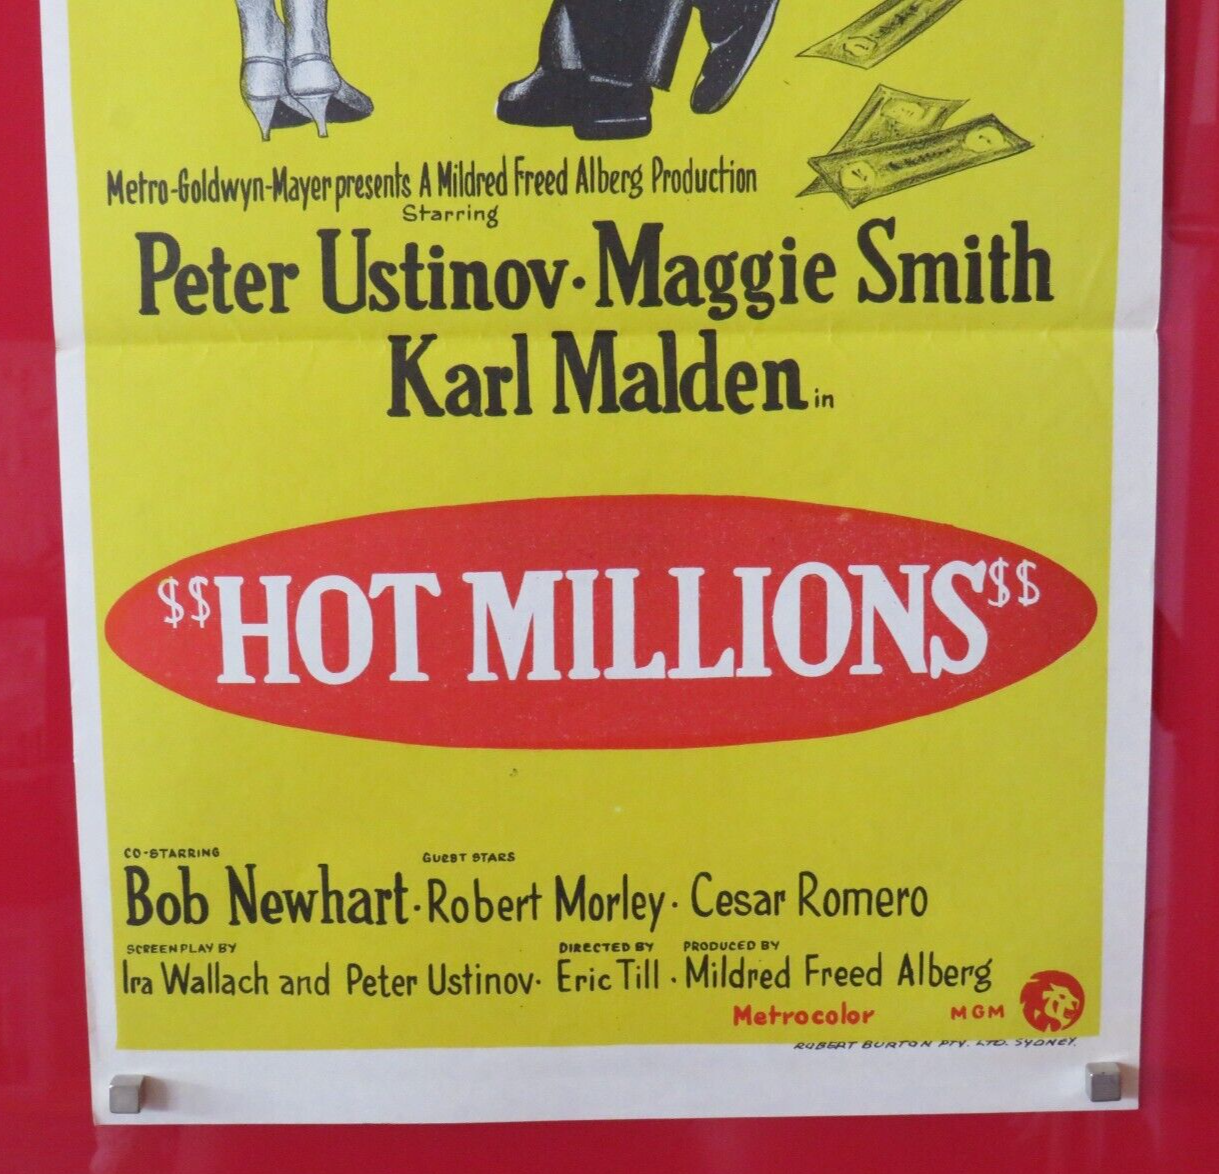 Metro-Goldwyn-Mayer presents A Mildred Freed Alberg Production
Starring
Peter Ustinov · Maggie Smith
Karl Malden in
$$HOT MILLIONS$$
CO-STARRING GUEST STARS
Bob Newhart · Robert Morley · Cesar Romero
SCREENPLAY BY DIRECTED BY PRODUCED BY
Ira Wallach and Peter Ustinov · Eric Till · Mildred Freed Alberg
Metrocolor MGM
ROBERT BURTON PTY. LTD. SYDNEY.